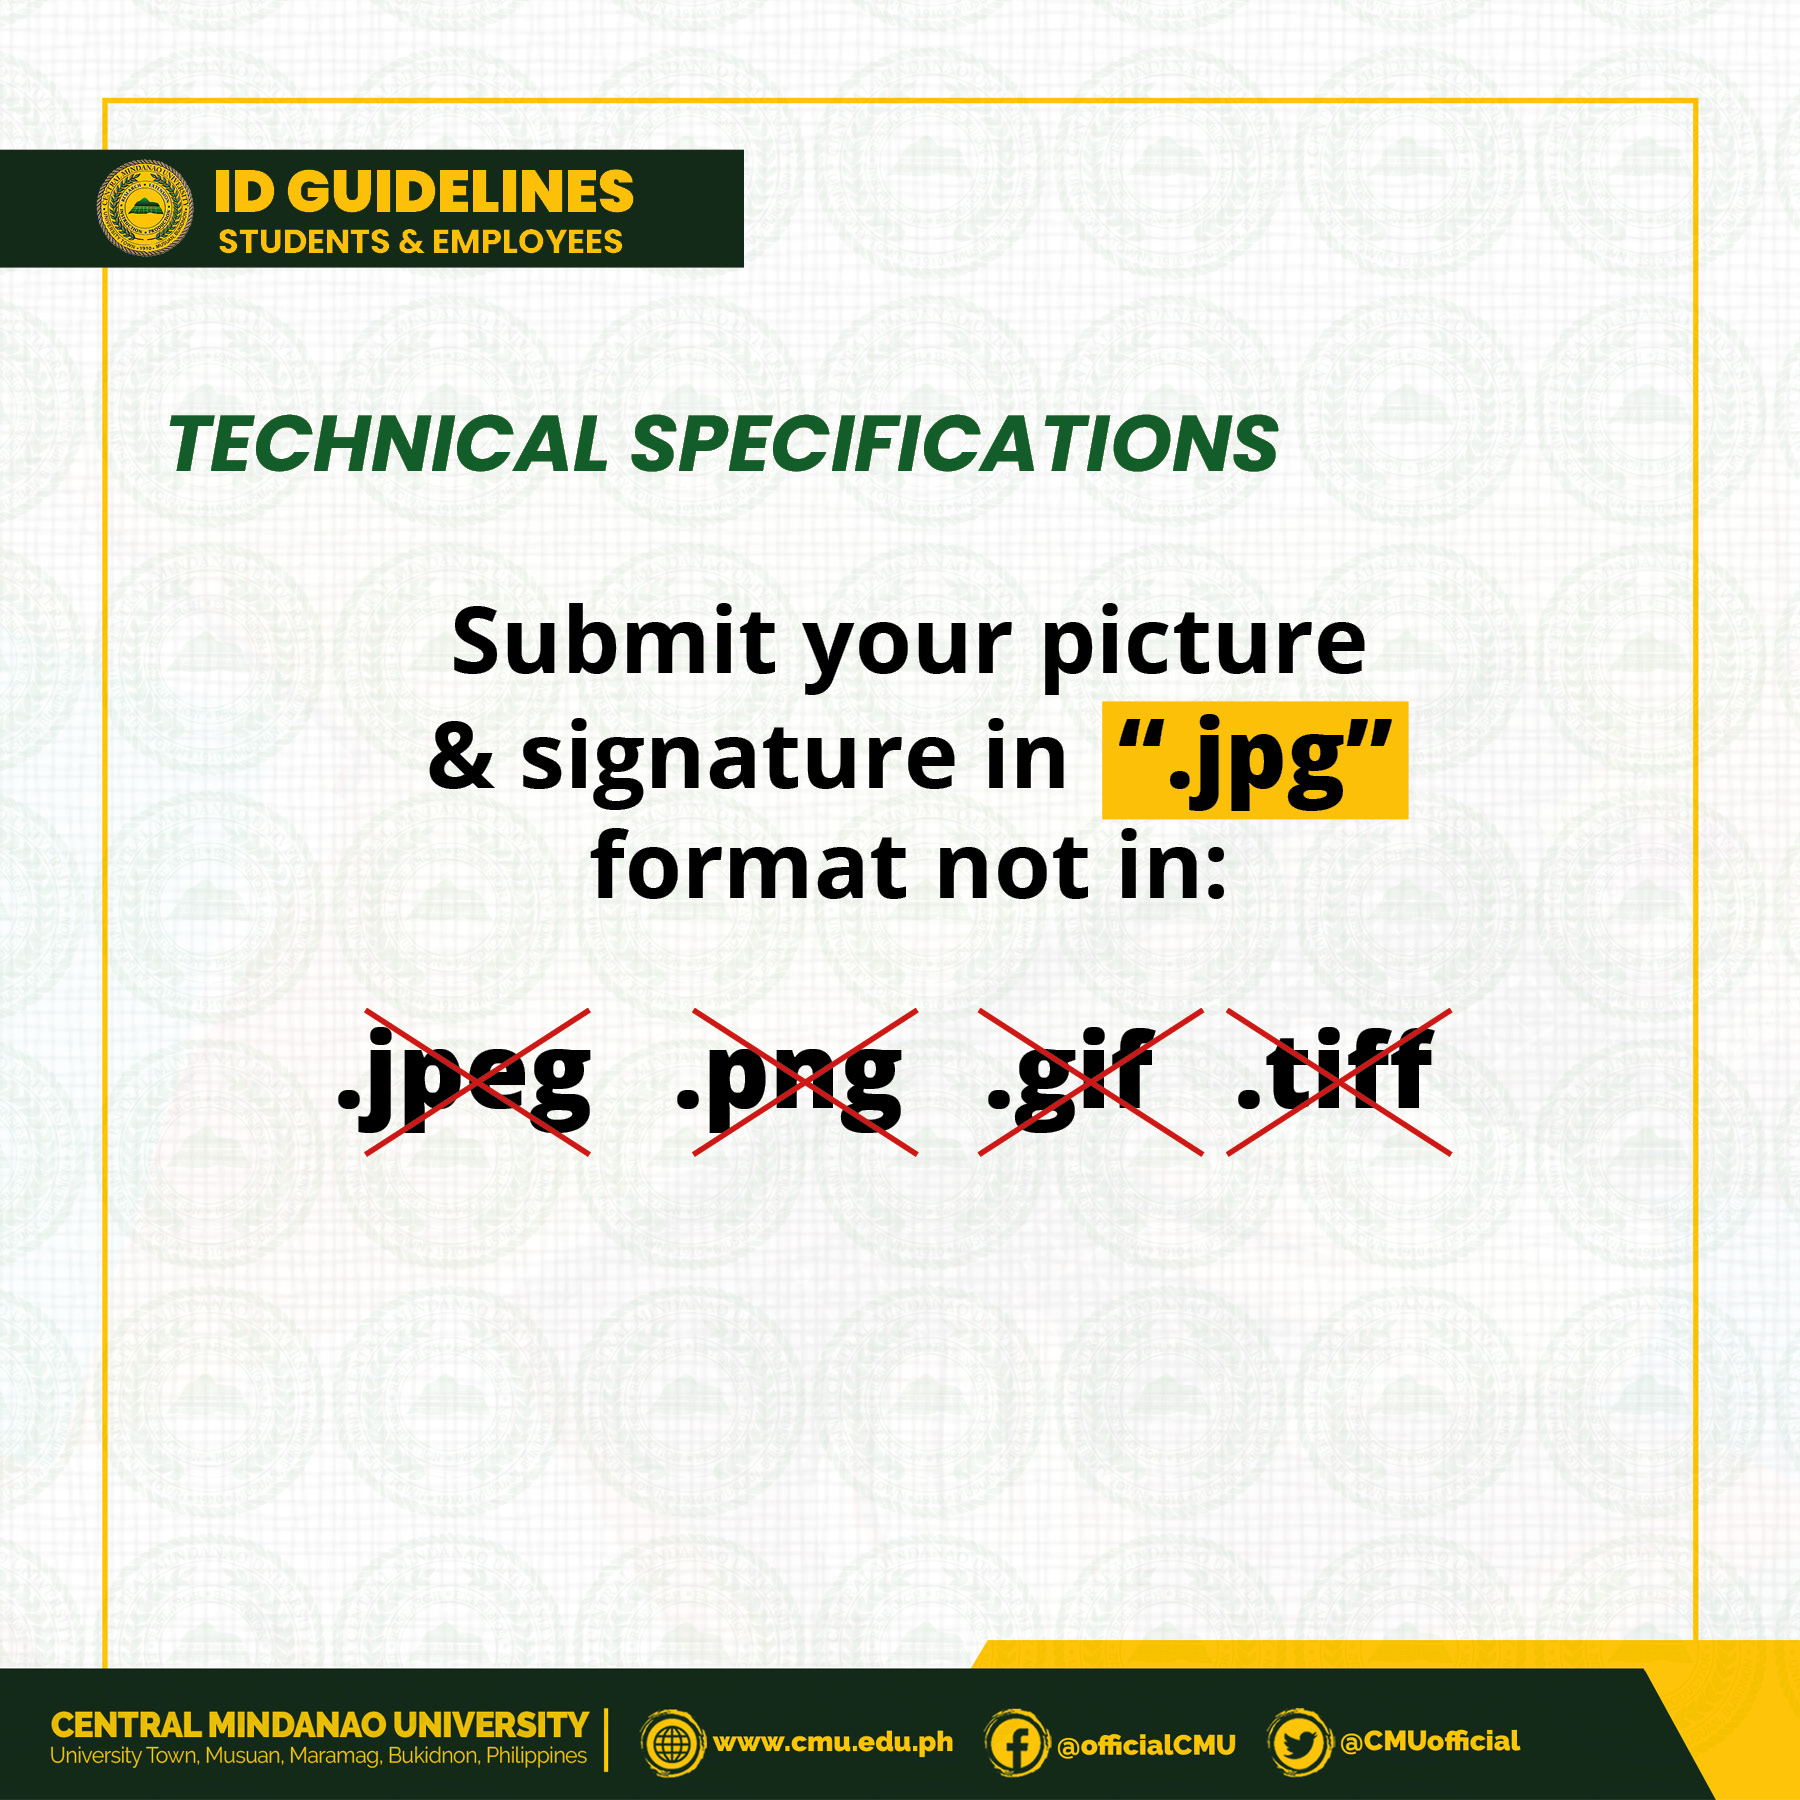 ID GUIDELINES
STUDENTS & EMPLOYEES
TECHNICAL SPECIFICATIONS
Submit your picture
& signature in “.jpg”
format not in:
.jpeg .png .gif .tiff
CENTRAL MINDANAO UNIVERSITY
University Town, Musuan, Maramag, Bukidnon, Philippines
www.cmu.edu.ph
@officialCMU
@CMUofficial